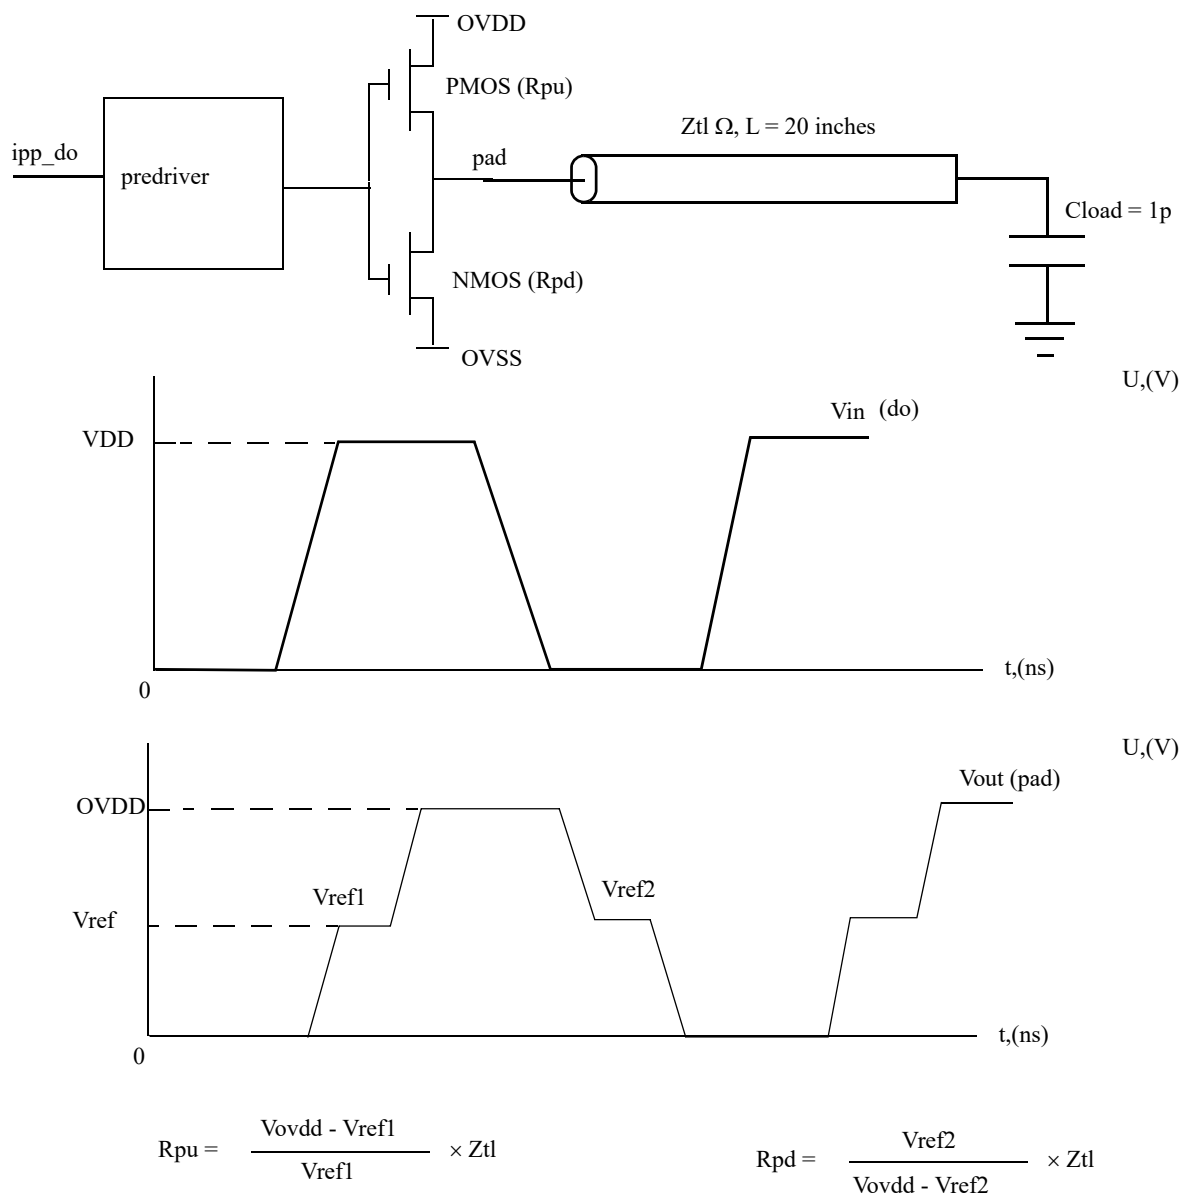 OVDD
PMOS (Rpu)
Ztl Ω, L = 20 inches
ipp_do
predriver
pad
Cload = 1p
NMOS (Rpd)
OVSS
U,(V)
Vin (do)
VDD
t,(ns)
0
U,(V)
Vout (pad)
OVDD
Vref1
Vref2
Vref
t,(ns)
0
Rpu = Vovdd - Vref1 / Vref1 × Ztl
Rpd = Vref2 / Vovdd - Vref2 × Ztl